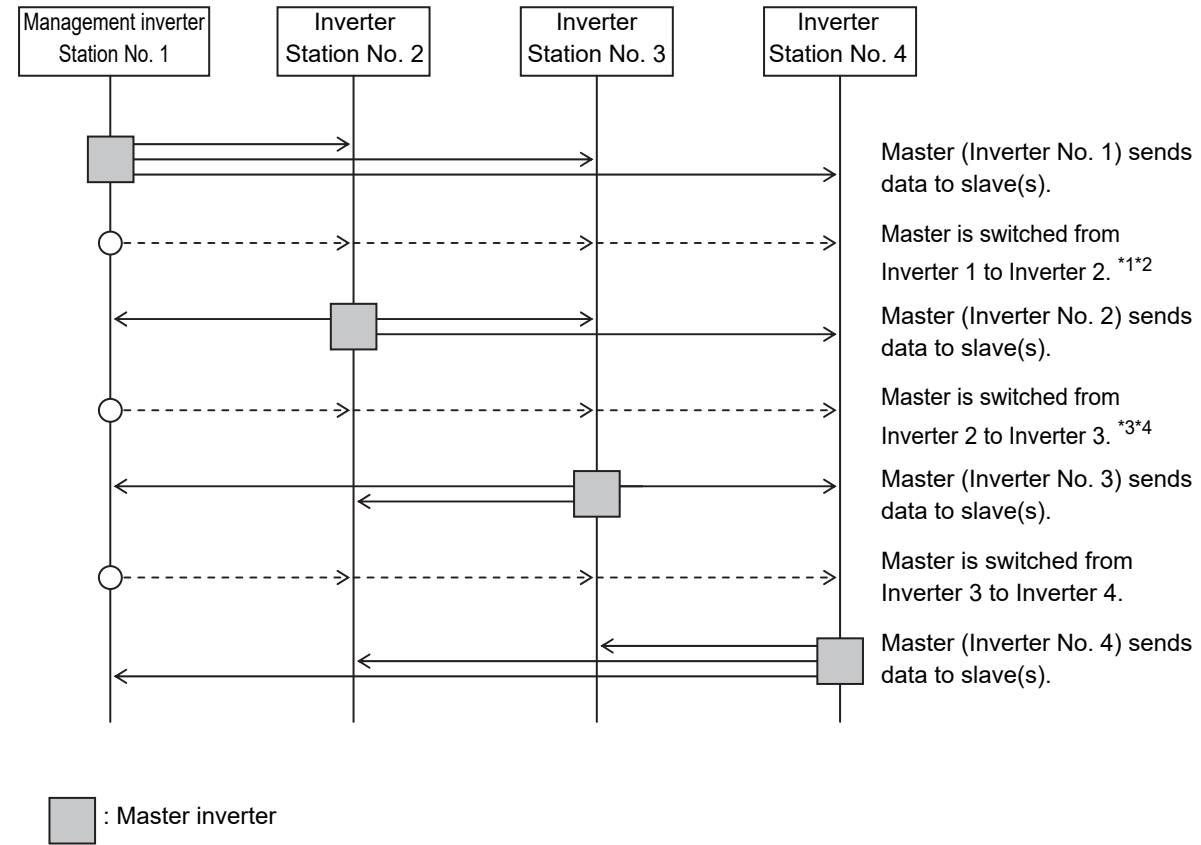 Management inverter
Station No. 1
Inverter
Station No. 2
Inverter
Station No. 3
Inverter
Station No. 4
Master (Inverter No. 1) sends
data to slave(s).
Master is switched from
Inverter 1 to Inverter 2. *1*2
Master (Inverter No. 2) sends
data to slave(s).
Master is switched from
Inverter 2 to Inverter 3. *3*4
Master (Inverter No. 3) sends
data to slave(s).
Master is switched from
Inverter 3 to Inverter 4.
Master (Inverter No. 4) sends
data to slave(s).
: Master inverter